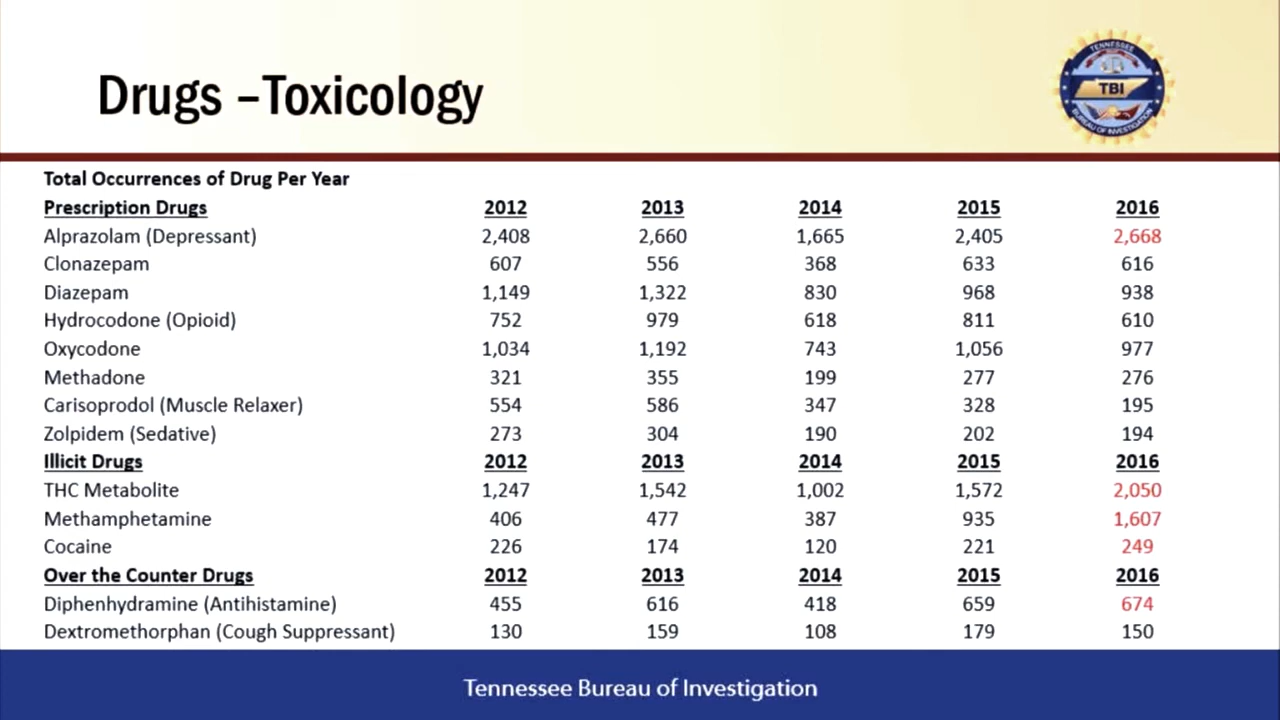 Drugs –Toxicology
TENNESSEE
TBI
BUREAU OF INVESTIGATION
Total Occurrences of Drug Per Year
Prescription Drugs 2012 2013 2014 2015 2016
Alprazolam (Depressant) 2,408 2,660 1,665 2,405 2,668
Clonazepam 607 556 368 633 616
Diazepam 1,149 1,322 830 968 938
Hydrocodone (Opioid) 752 979 618 811 610
Oxycodone 1,034 1,192 743 1,056 977
Methadone 321 355 199 277 276
Carisoprodol (Muscle Relaxer) 554 586 347 328 195
Zolpidem (Sedative) 273 304 190 202 194
Illicit Drugs 2012 2013 2014 2015 2016
THC Metabolite 1,247 1,542 1,002 1,572 2,050
Methamphetamine 406 477 387 935 1,607
Cocaine 226 174 120 221 249
Over the Counter Drugs 2012 2013 2014 2015 2016
Diphenhydramine (Antihistamine) 455 616 418 659 674
Dextromethorphan (Cough Suppressant) 130 159 108 179 150
Tennessee Bureau of Investigation